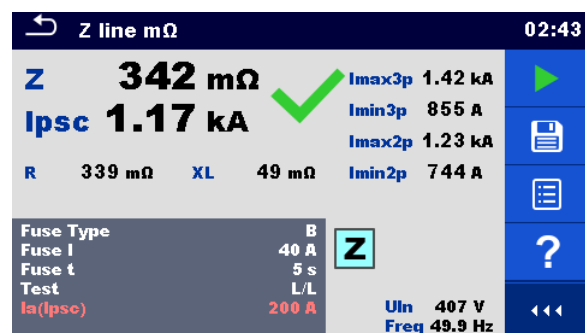 Z line mΩ 02:43
Z 342 mΩ
Ipsc 1.17 kA
Imax3p 1.42 kA
Imin3p 855 A
Imax2p 1.23 kA
R 339 mΩ XL 49 mΩ Imin2p 744 A
Fuse Type B
Fuse I 40 A
Fuse t 5 s
Test L/L
Ia(Ipsc) 200 A
Z
?
Uln 407 V
Freq 49.9 Hz